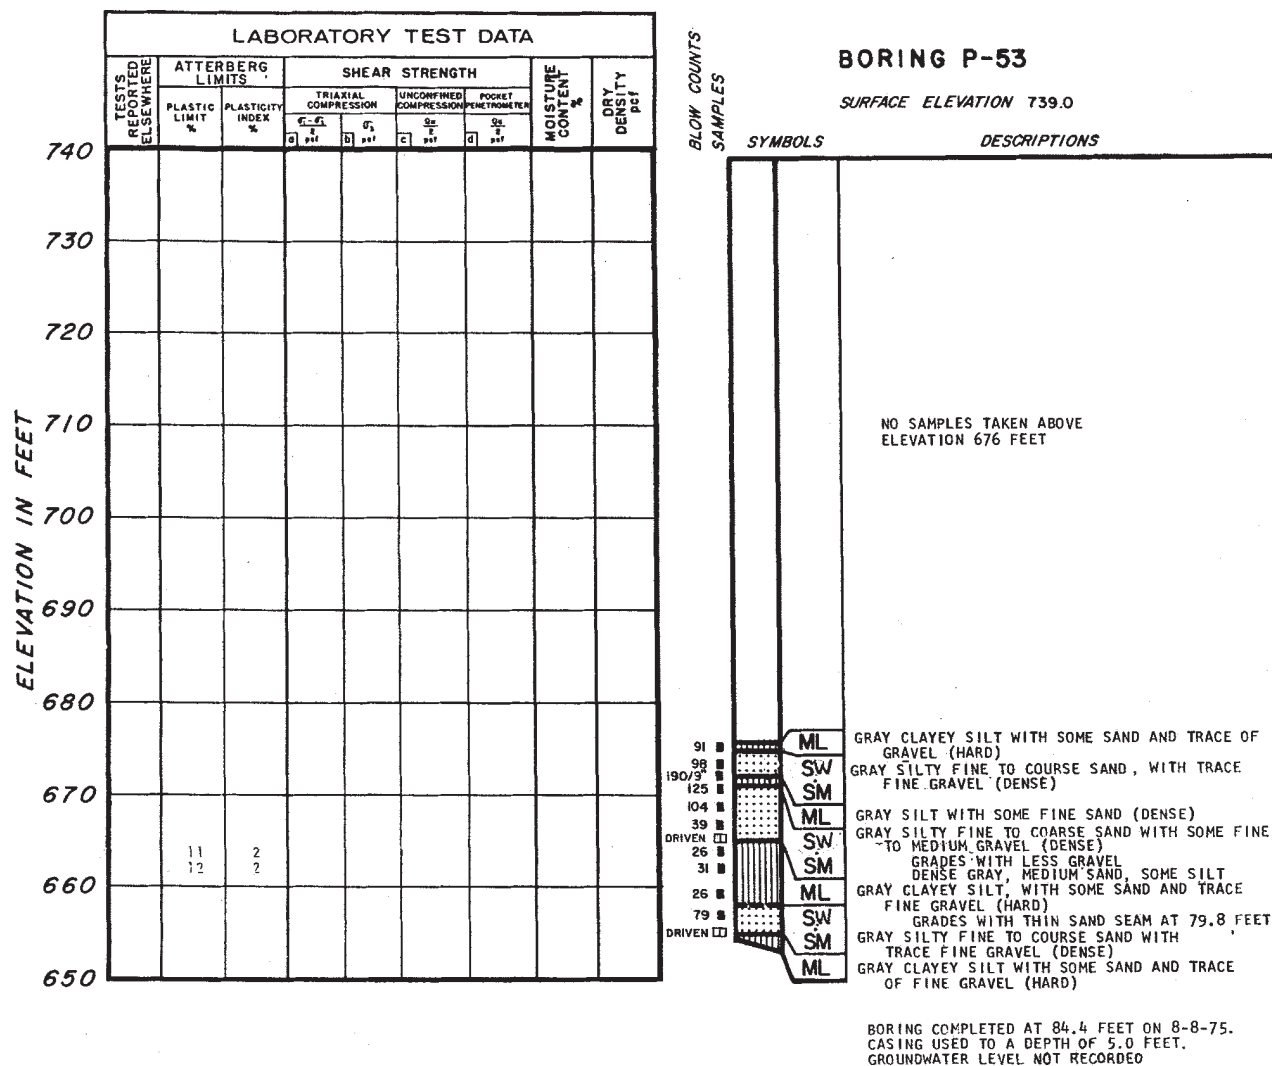 LABORATORY TEST DATA
TESTS REPORTED ELSEWHERE
ATTERBERG LIMITS
PLASTIC LIMIT %
PLASTICITY INDEX %
SHEAR STRENGTH
TRIAXIAL COMPRESSION
UNCONFINED COMPRESSION
POCKET PENETROMETER
a psf
b psf
c psf
d psf
MOISTURE CONTENT %
DRY DENSITY pcf
BLOW COUNTS
SAMPLES
BORING P-53
SURFACE ELEVATION 739.0
SYMBOLS
DESCRIPTIONS
ELEVATION IN FEET
740
730
720
710
700
690
680
670
660
650
11 2
12 2
NO SAMPLES TAKEN ABOVE
ELEVATION 676 FEET
91
98
190/9"
125
104
39
DRIVEN
26
31
26
79
DRIVEN
ML
SW
SM
ML
SW
SM
ML
SW
SM
ML
GRAY CLAYEY SILT WITH SOME SAND AND TRACE OF
GRAVEL (HARD)
GRAY SILTY FINE TO COURSE SAND, WITH TRACE
FINE GRAVEL (DENSE)
GRAY SILT WITH SOME FINE SAND (DENSE)
GRAY SILTY FINE TO COARSE SAND WITH SOME FINE
TO MEDIUM GRAVEL (DENSE)
GRADES WITH LESS GRAVEL
DENSE GRAY, MEDIUM SAND, SOME SILT
GRAY CLAYEY SILT, WITH SOME SAND AND TRACE
FINE GRAVEL (HARD)
GRADES WITH THIN SAND SEAM AT 79.8 FEET
GRAY SILTY FINE TO COURSE SAND WITH
TRACE FINE GRAVEL (DENSE)
GRAY CLAYEY SILT WITH SOME SAND AND TRACE
OF FINE GRAVEL (HARD)
BORING COMPLETED AT 84.4 FEET ON 8-8-75.
CASING USED TO A DEPTH OF 5.0 FEET.
GROUNDWATER LEVEL NOT RECORDED